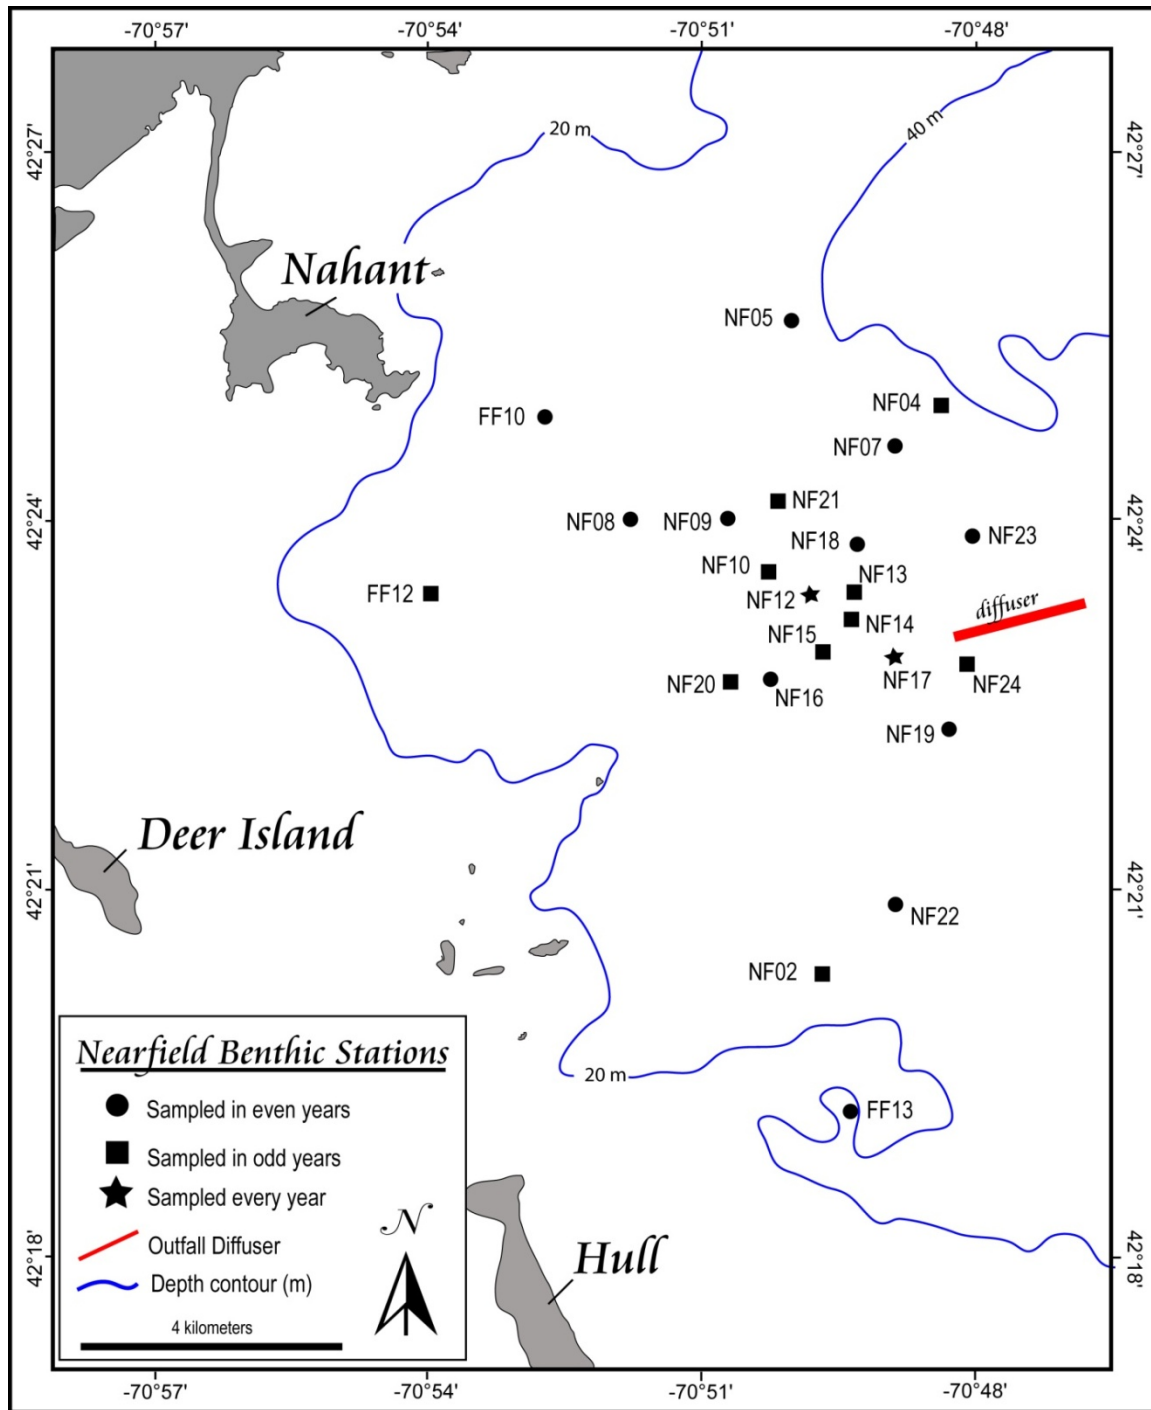 -70°57' -70°54' -70°51' -70°48'
20 m
40 m
42°27'
42°27'
Nahant
NF05
NF04
FF10
NF07
NF21
42°24'
NF08
NF09
NF18
NF23
42°24'
NF10
NF13
FF12
NF12
diffuser
NF14
NF15
NF17
NF24
NF20
NF16
NF19
Deer Island
42°21'
42°21'
NF22
NF02
20 m
FF13
Nearfield Benthic Stations
Sampled in even years
Sampled in odd years
Sampled every year
N
Outfall Diffuser
Depth contour (m)
4 kilometers
Hull
42°18'
42°18'
-70°57' -70°54' -70°51' -70°48'